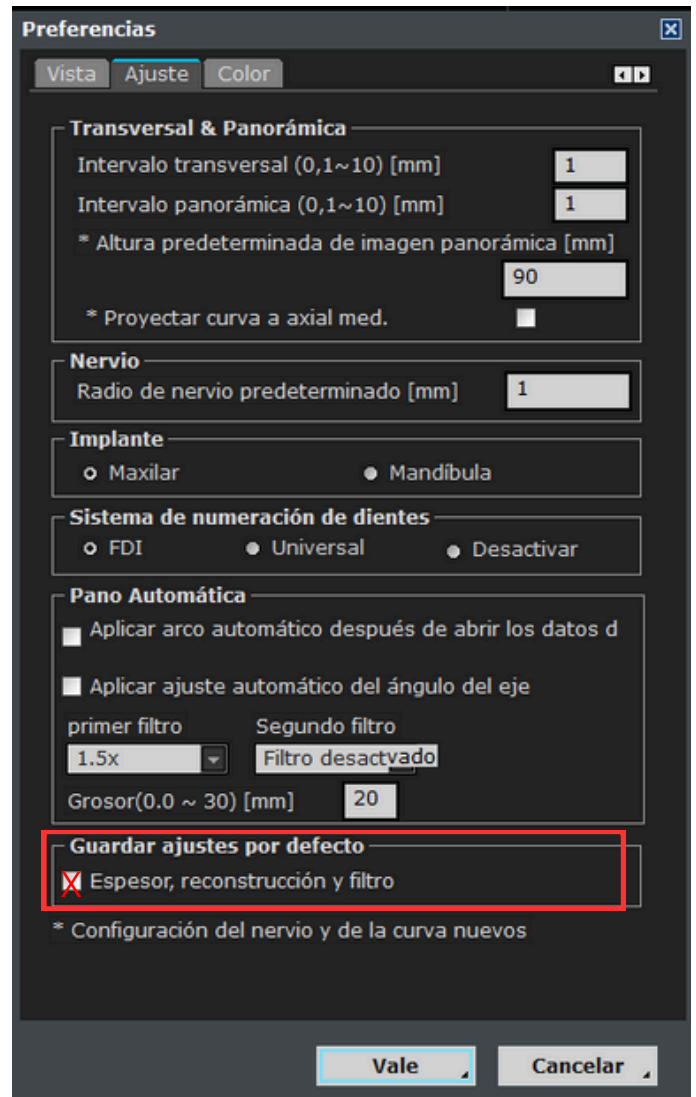 Preferencias
Vista Ajuste Color
Transversal & Panorámica
Intervalo transversal (0,1~10) [mm] 1
Intervalo panorámica (0,1~10) [mm] 1
* Altura predeterminada de imagen panorámica [mm]
90
* Proyectar curva a axial med.
Nervio
Radio de nervio predeterminado [mm] 1
Implante
Maxilar Mandíbula
Sistema de numeración de dientes
FDI Universal Desactivar
Pano Automática
Aplicar arco automático después de abrir los datos d
Aplicar ajuste automático del ángulo del eje
primer filtro Segundo filtro
1.5x Filtro desactvado
Grosor(0.0 ~ 30) [mm] 20
Guardar ajustes por defecto
Espesor, reconstrucción y filtro
* Configuración del nervio y de la curva nuevos
Vale Cancelar